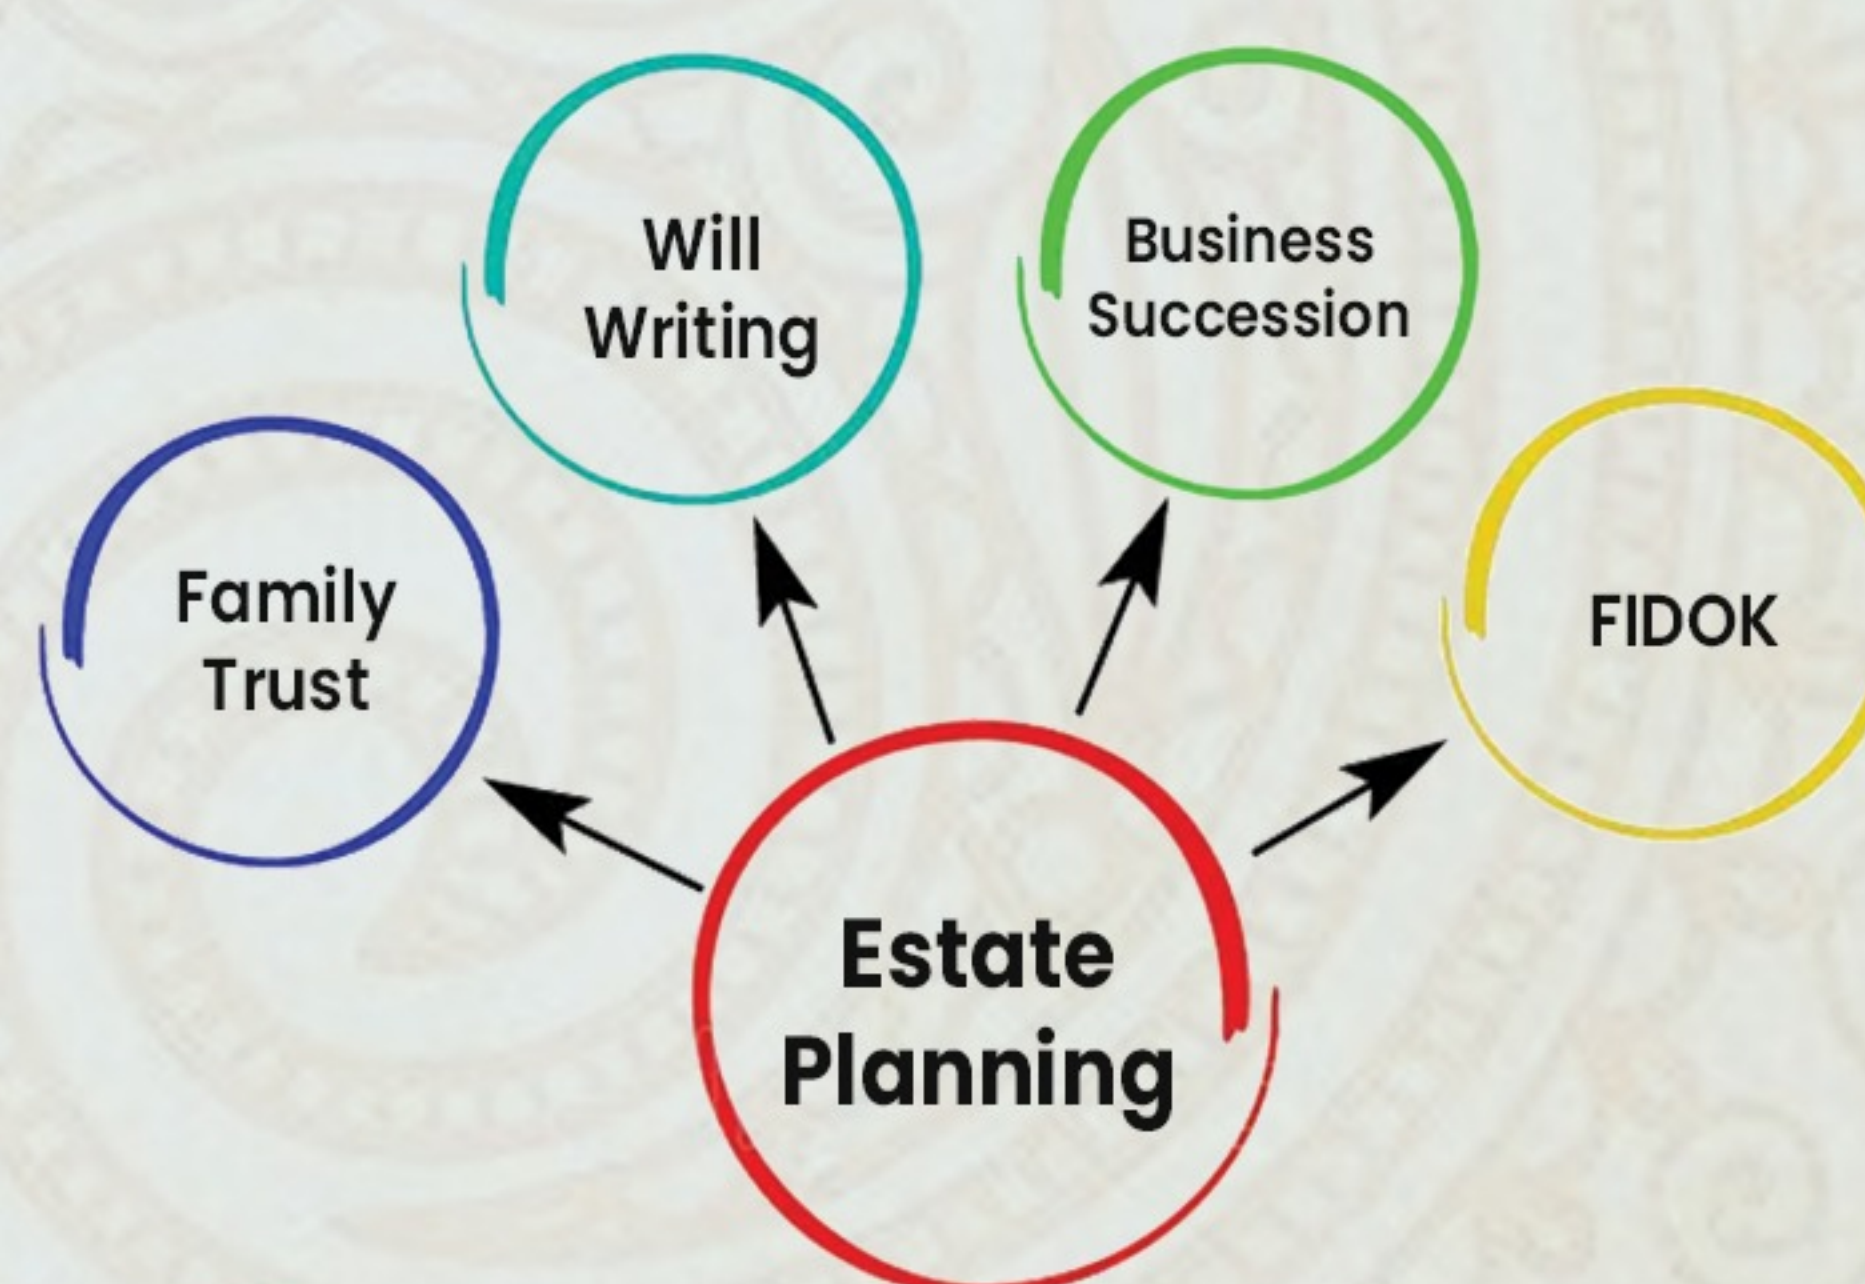 Will
Writing
Business
Succession
Family
Trust
FIDOK
Estate
Planning